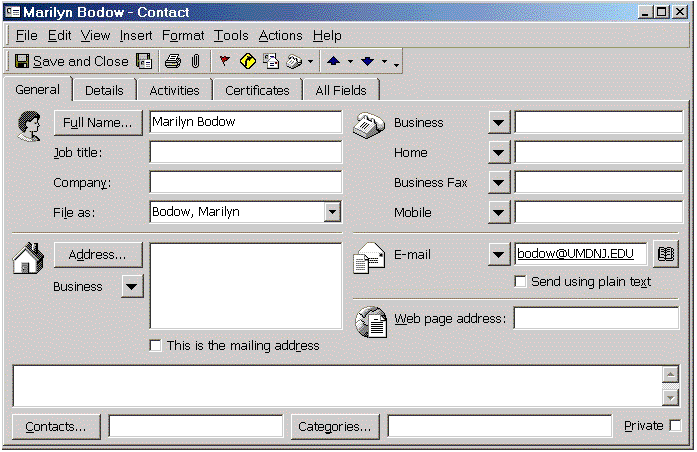 Marilyn Bodow - Contact
File Edit View Insert Format Tools Actions Help
Save and Close
General Details Activities Certificates All Fields
Full Name... Marilyn Bodow
Job title:
Company:
File as: Bodow, Marilyn
Business
Home
Business Fax
Mobile
Address...
Business
This is the mailing address
E-mail bodow@UMDNJ.EDU
Send using plain text
Web page address:
Contacts... Categories... Private